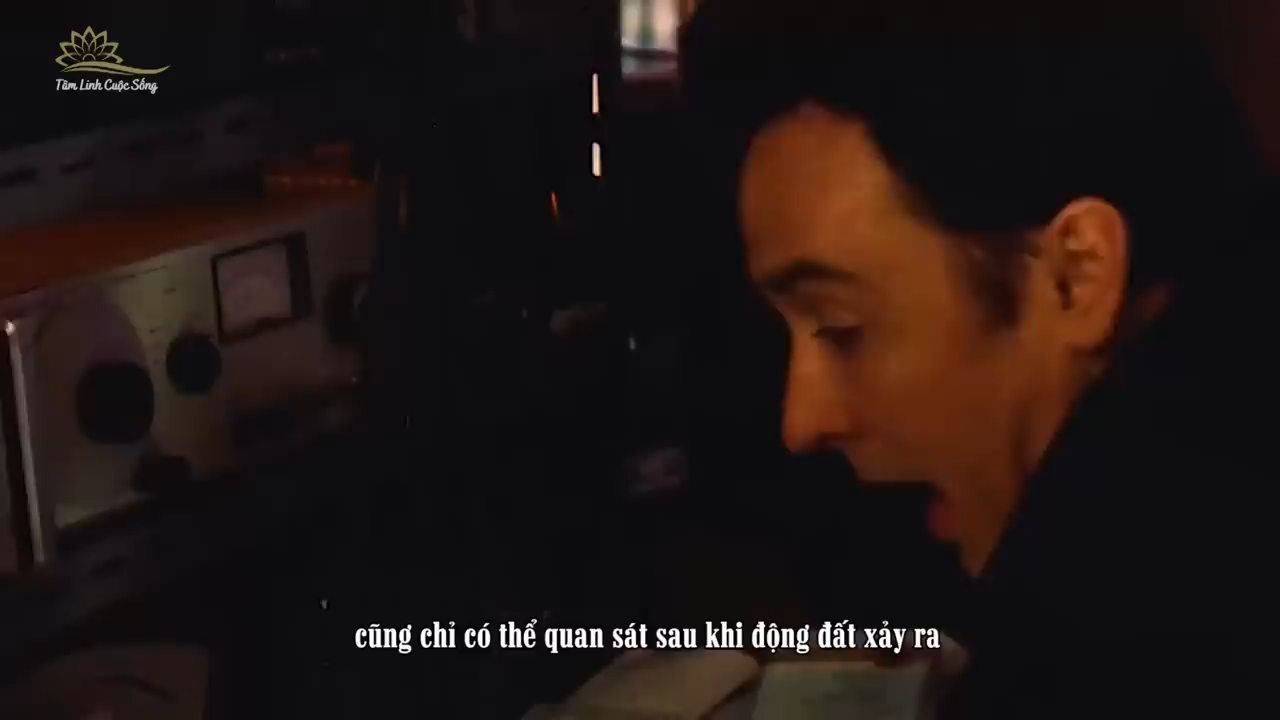 Tâm Linh Cuộc Sống
cũng chỉ có thể quan sát sau khi động đất xảy ra